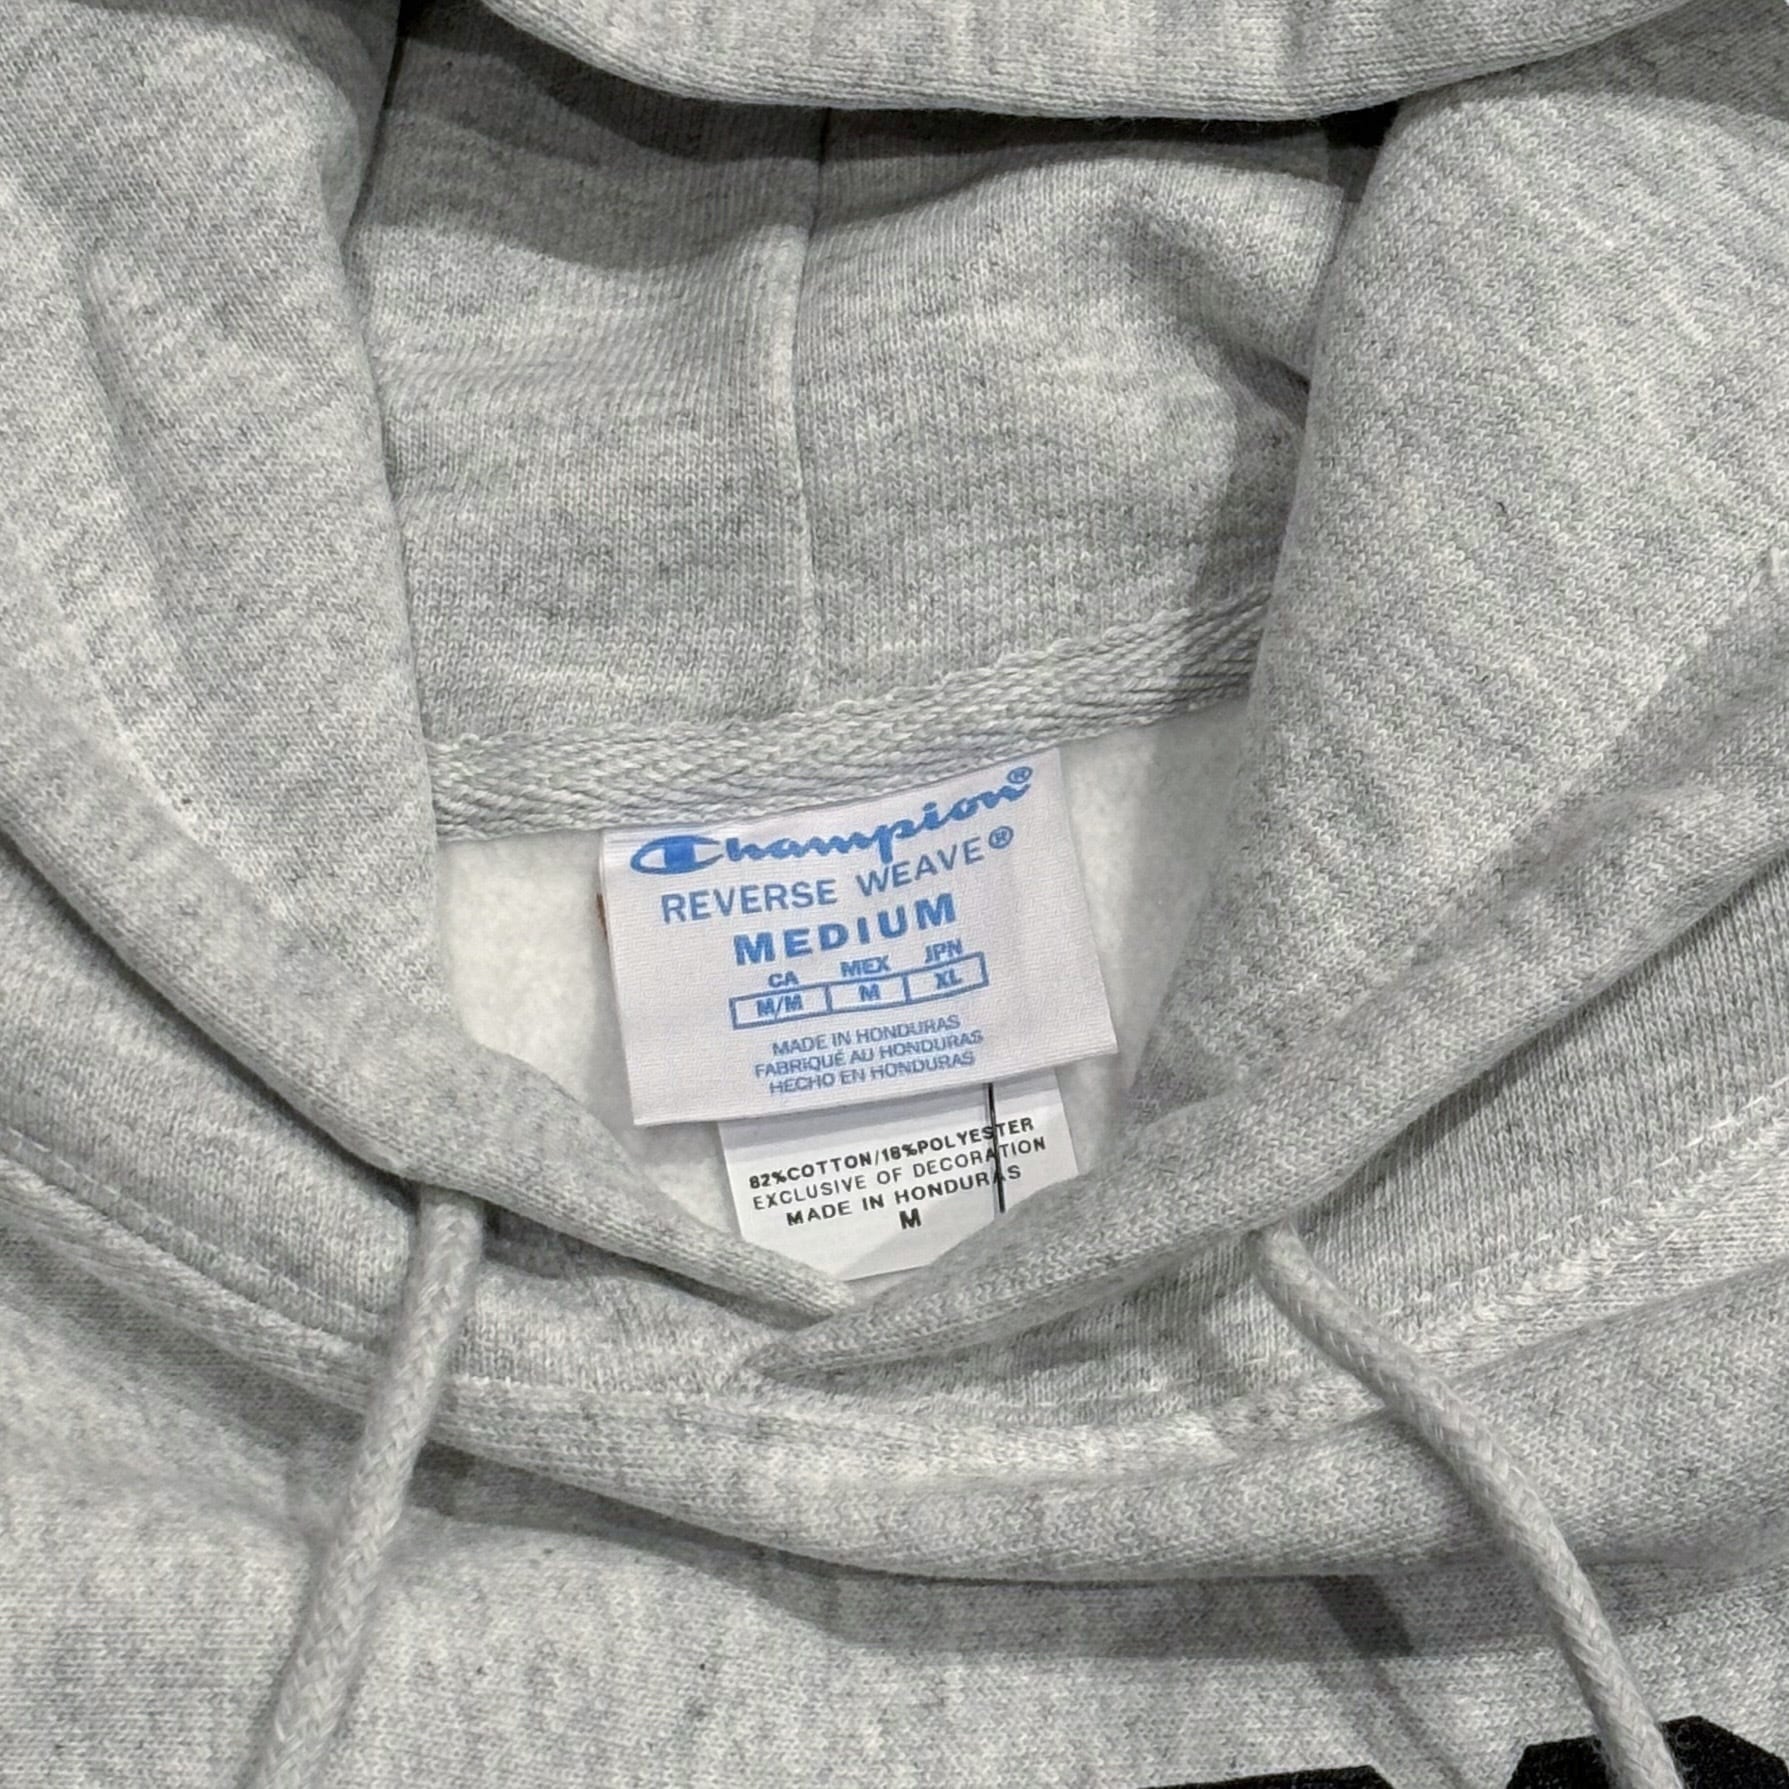 Champion®
REVERSE WEAVE®
MEDIUM
CA MEX JPN
M/M M XL
MADE IN HONDURAS
FABRIQUÉ AU HONDURAS
HECHO EN HONDURAS
82%COTTON/18%POLYESTER
EXCLUSIVE OF DECORATION
MADE IN HONDURAS
M